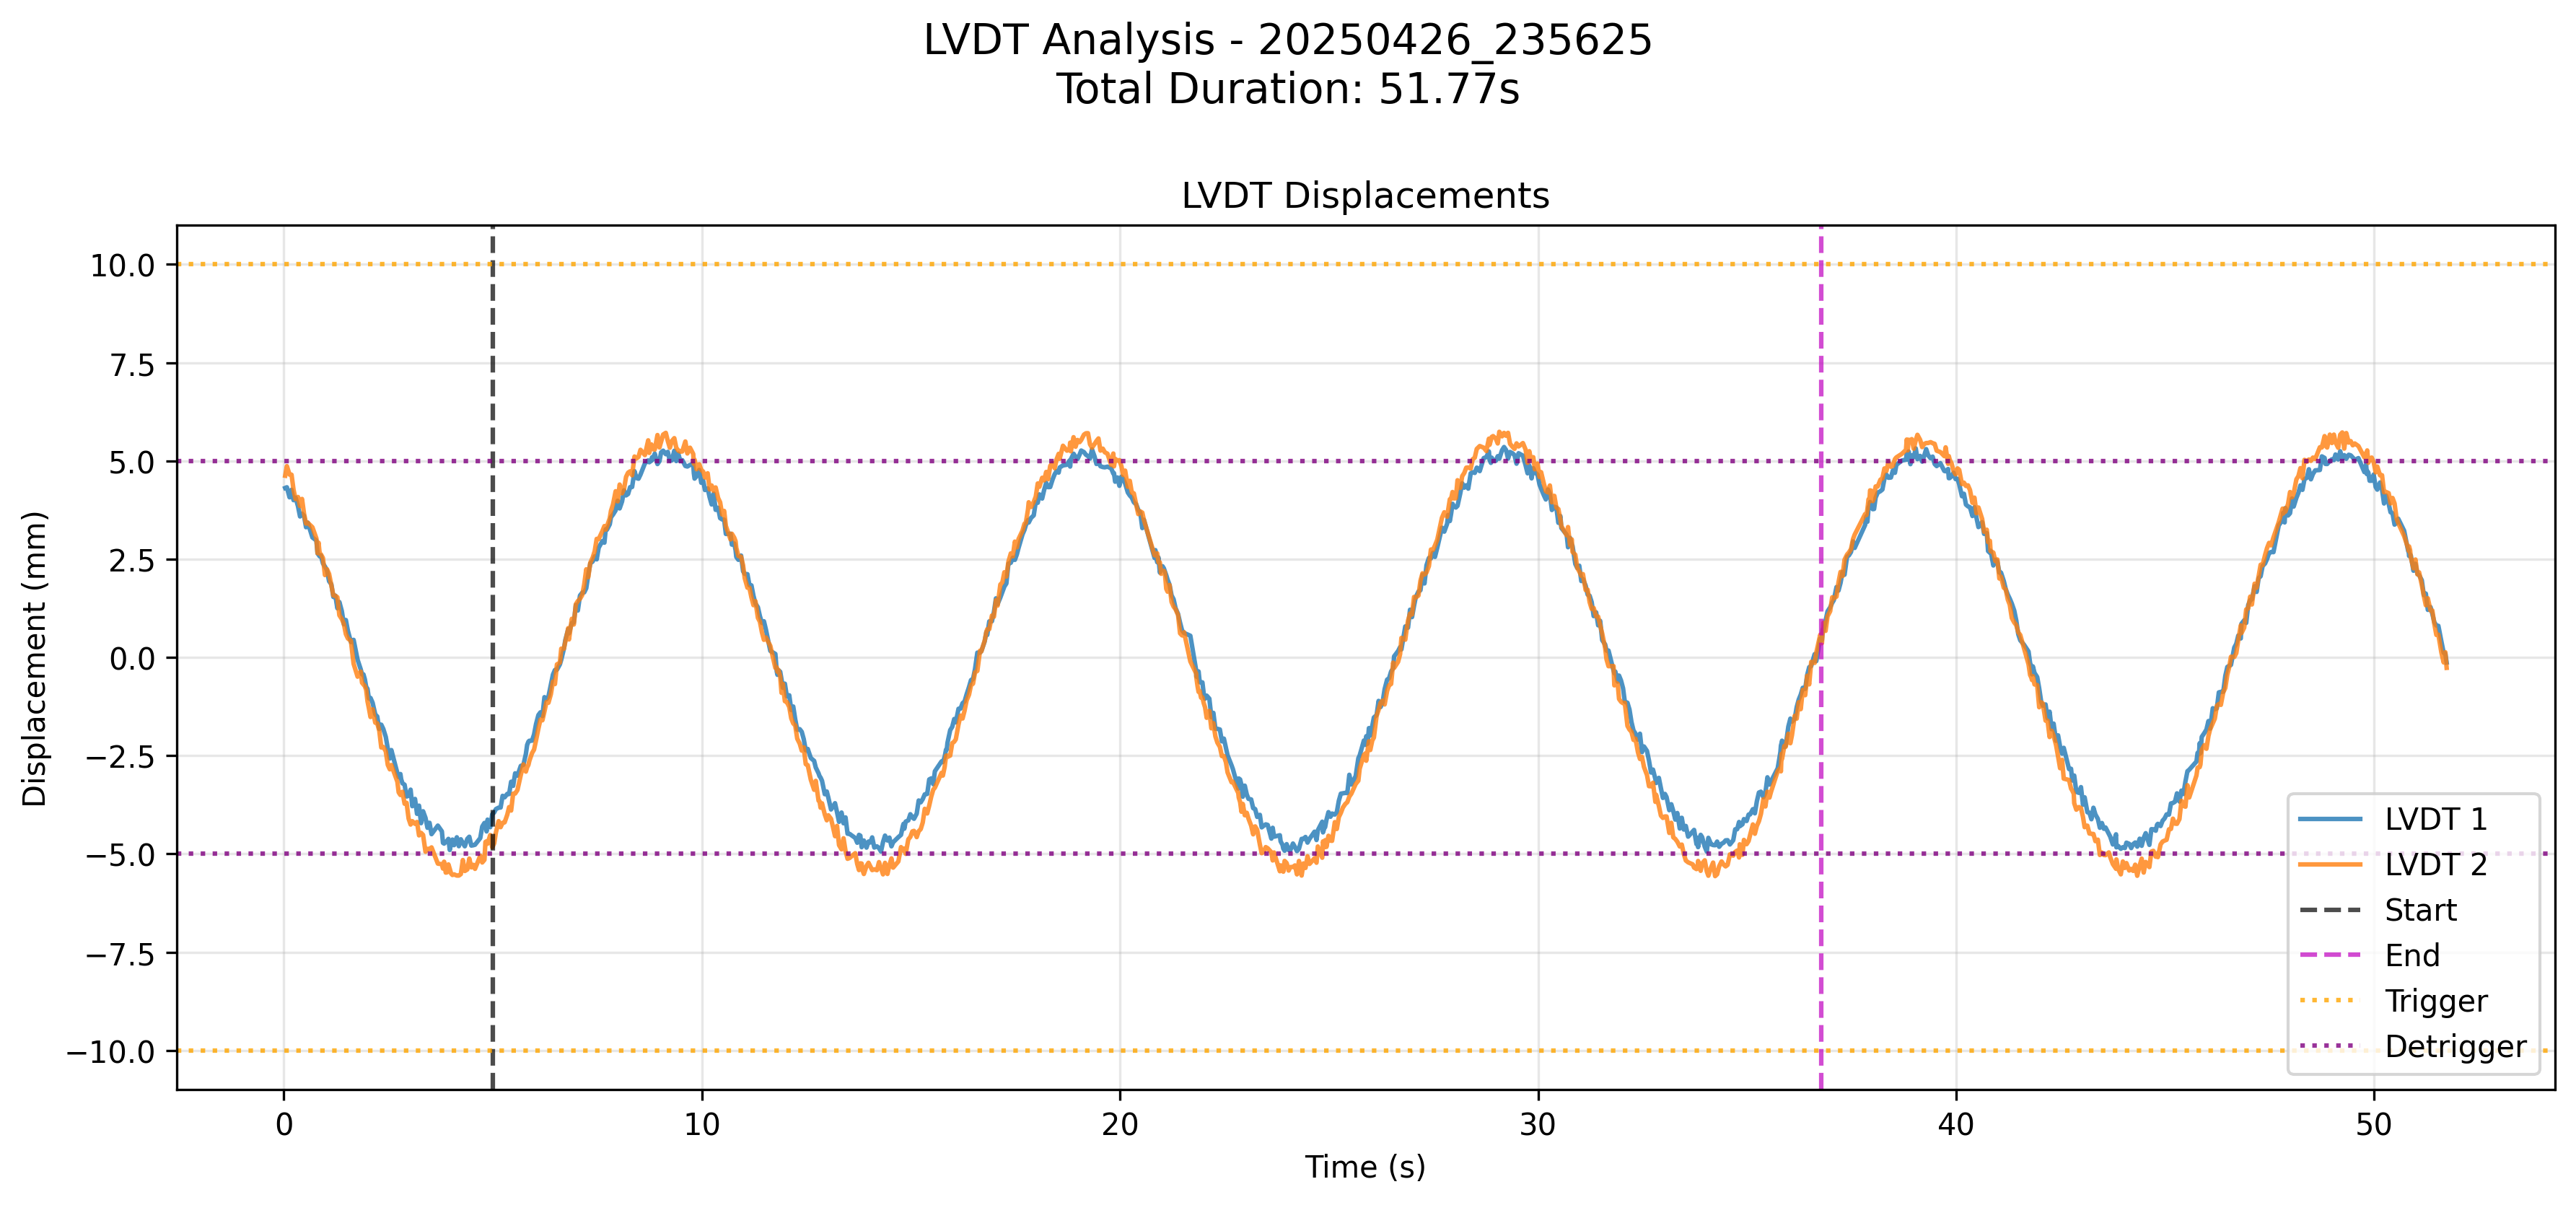 LVDT Analysis - 20250426_235625
Total Duration: 51.77s
LVDT Displacements
10.0
7.5
5.0
2.5
0.0
−2.5
−5.0
−7.5
−10.0
Displacement (mm)
LVDT 1
LVDT 2
Start
End
Trigger
Detrigger
0 10 20 30 40 50
Time (s)